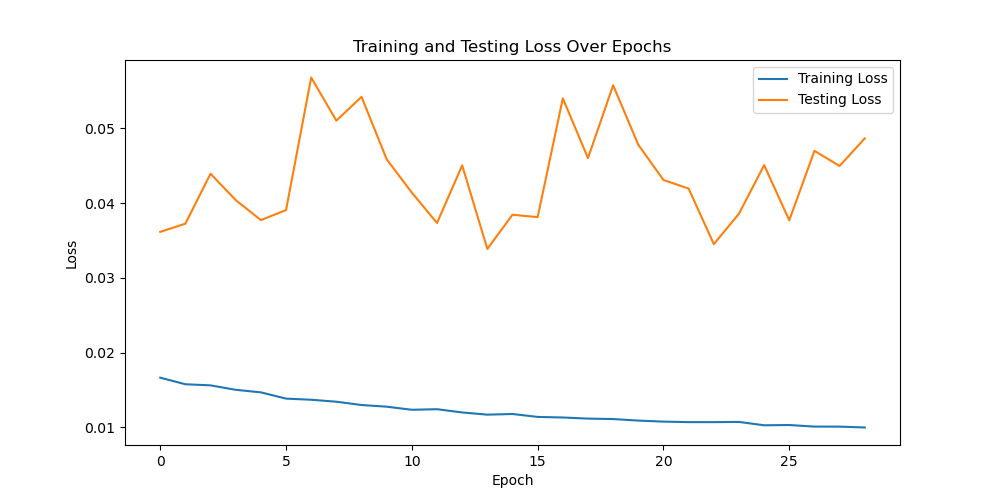 Training and Testing Loss Over Epochs
Training Loss
Testing Loss
0.05
0.04
0.03
0.02
0.01
Loss
0 5 10 15 20 25
Epoch